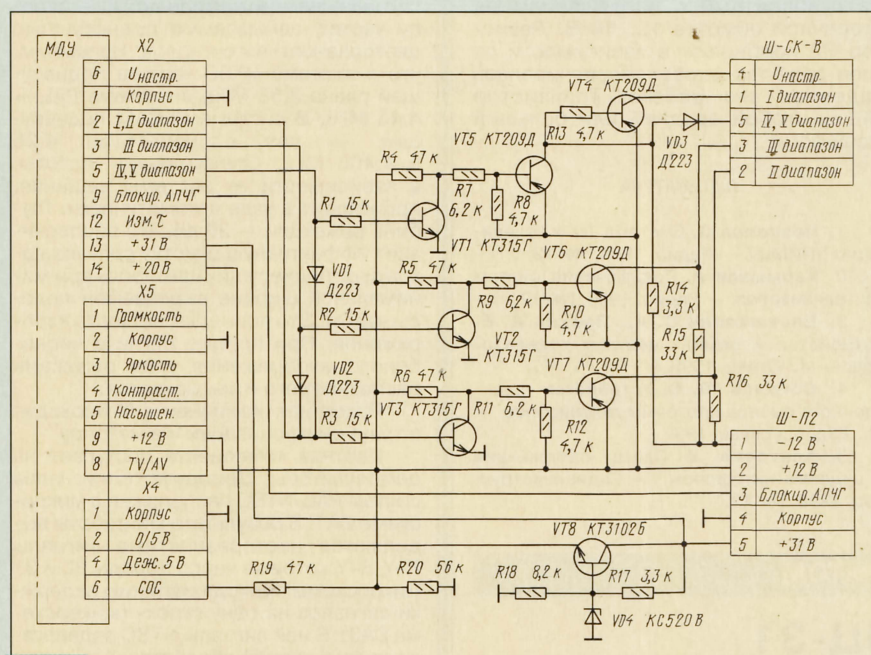 МДУ
X2
6 Uнастр.
1 Корпус
2 I,II диапазон
3 III диапазон
5 IV,V диапазон
9 Блокир. АПЧГ
12 Изм. τ
13 +31 В
14 +20 В
X5
1 Громкость
2 Корпус
3 Яркость
4 Контраст.
5 Насыщен.
9 +12 В
8 TV/AV
X4
1 Корпус
2 0/5 В
4 Деж. 5 В
6 СОС
R1 15 к
VD1
Д223
R2 15 к
VD2
Д223
R3 15 к
R4 47 к
R7
6,2 к
VT5 КТ209Д
R8
4,7 к
VT1
КТ315Г
VT4 КТ209Д
R13 4,7 к
VD3
Д223
R5 47 к
R9 6,2 к
VT6 КТ209Д
R10
4,7 к
VT2
КТ315Г
R14
3,3 к
R15
33 к
R6 47 к
VT3 КТ315Г
R11
6,2 к
VT7 КТ209Д
R12
4,7 к
R16 33 к
R19 47 к
R20 56 к
VT8 КТ3102Б
R18 8,2 к
R17 3,3 к
VD4 КС520В
Ш-СК-В
4 Uнастр.
1 I диапазон
5 IV, V диапазон
3 III диапазон
2 II диапазон
Ш-П2
1 -12 В
2 +12 В
3 Блокир. АПЧГ
4 Корпус
5 +31 В